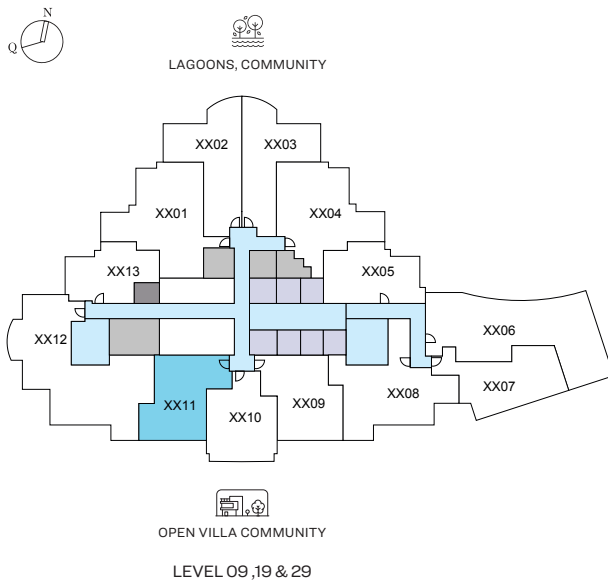 N
Q
LAGOONS, COMMUNITY
XX02
XX03
XX01
XX04
XX13
XX05
XX12
XX06
XX11
XX10
XX09
XX08
XX07
OPEN VILLA COMMUNITY
LEVEL 09 ,19 & 29